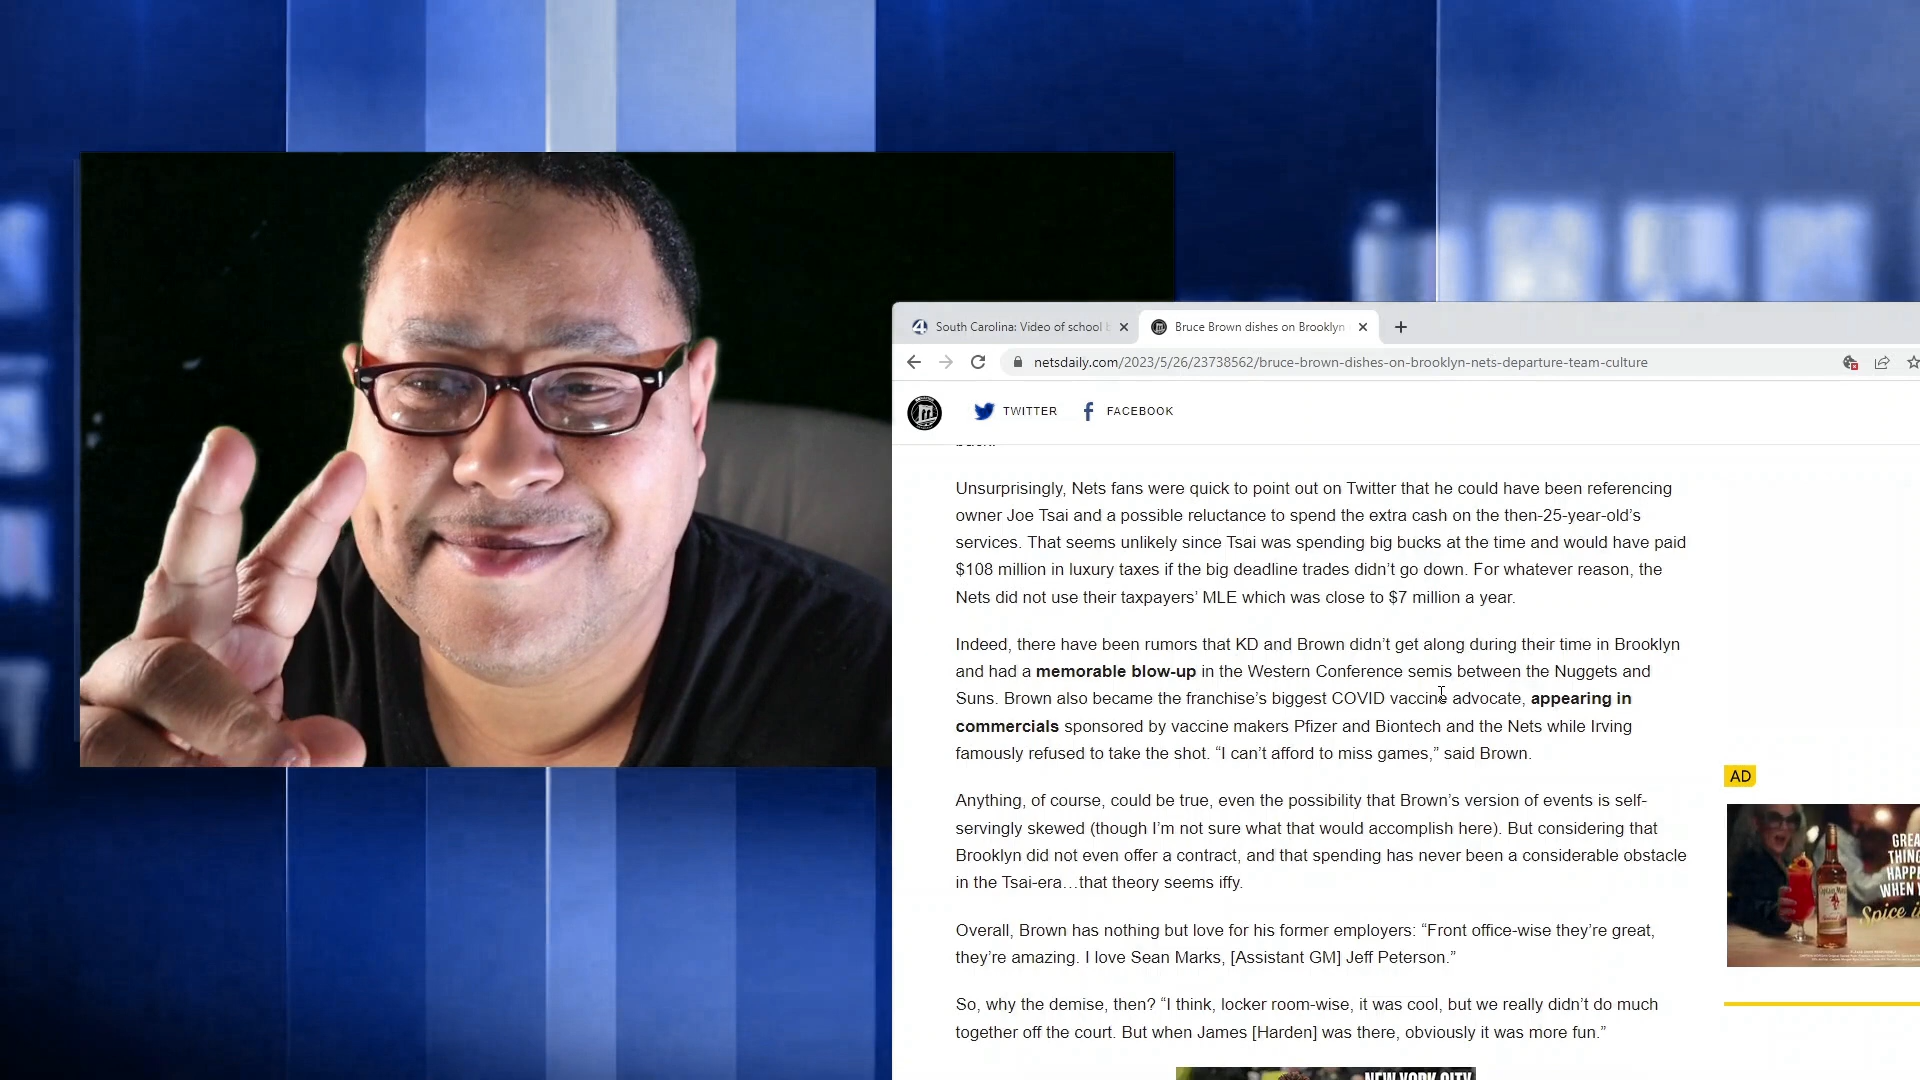 South Carolina: Video of school
Bruce Brown dishes on Brooklyn
netsdaily.com/2023/5/26/23738562/bruce-brown-dishes-on-brooklyn-nets-departure-team-culture
TWITTER FACEBOOK
Unsurprisingly, Nets fans were quick to point out on Twitter that he could have been referencing
owner Joe Tsai and a possible reluctance to spend the extra cash on the then-25-year-old’s
services. That seems unlikely since Tsai was spending big bucks at the time and would have paid
$108 million in luxury taxes if the big deadline trades didn’t go down. For whatever reason, the
Nets did not use their taxpayers’ MLE which was close to $7 million a year.
Indeed, there have been rumors that KD and Brown didn’t get along during their time in Brooklyn
and had a memorable blow-up in the Western Conference semis between the Nuggets and
Suns. Brown also became the franchise’s biggest COVID vaccine advocate, appearing in
commercials sponsored by vaccine makers Pfizer and Biontech and the Nets while Irving
famously refused to take the shot. “I can’t afford to miss games,” said Brown.
Anything, of course, could be true, even the possibility that Brown’s version of events is self-
servingly skewed (though I’m not sure what that would accomplish here). But considering that
Brooklyn did not even offer a contract, and that spending has never been a considerable obstacle
in the Tsai-era…that theory seems iffy.
Overall, Brown has nothing but love for his former employers: “Front office-wise they’re great,
they’re amazing. I love Sean Marks, [Assistant GM] Jeff Peterson.”
So, why the demise, then? “I think, locker room-wise, it was cool, but we really didn’t do much
together off the court. But when James [Harden] was there, obviously it was more fun.”
AD
GREA
THING
HAPPE
WHEN
Spice i
NEW YORK CITY